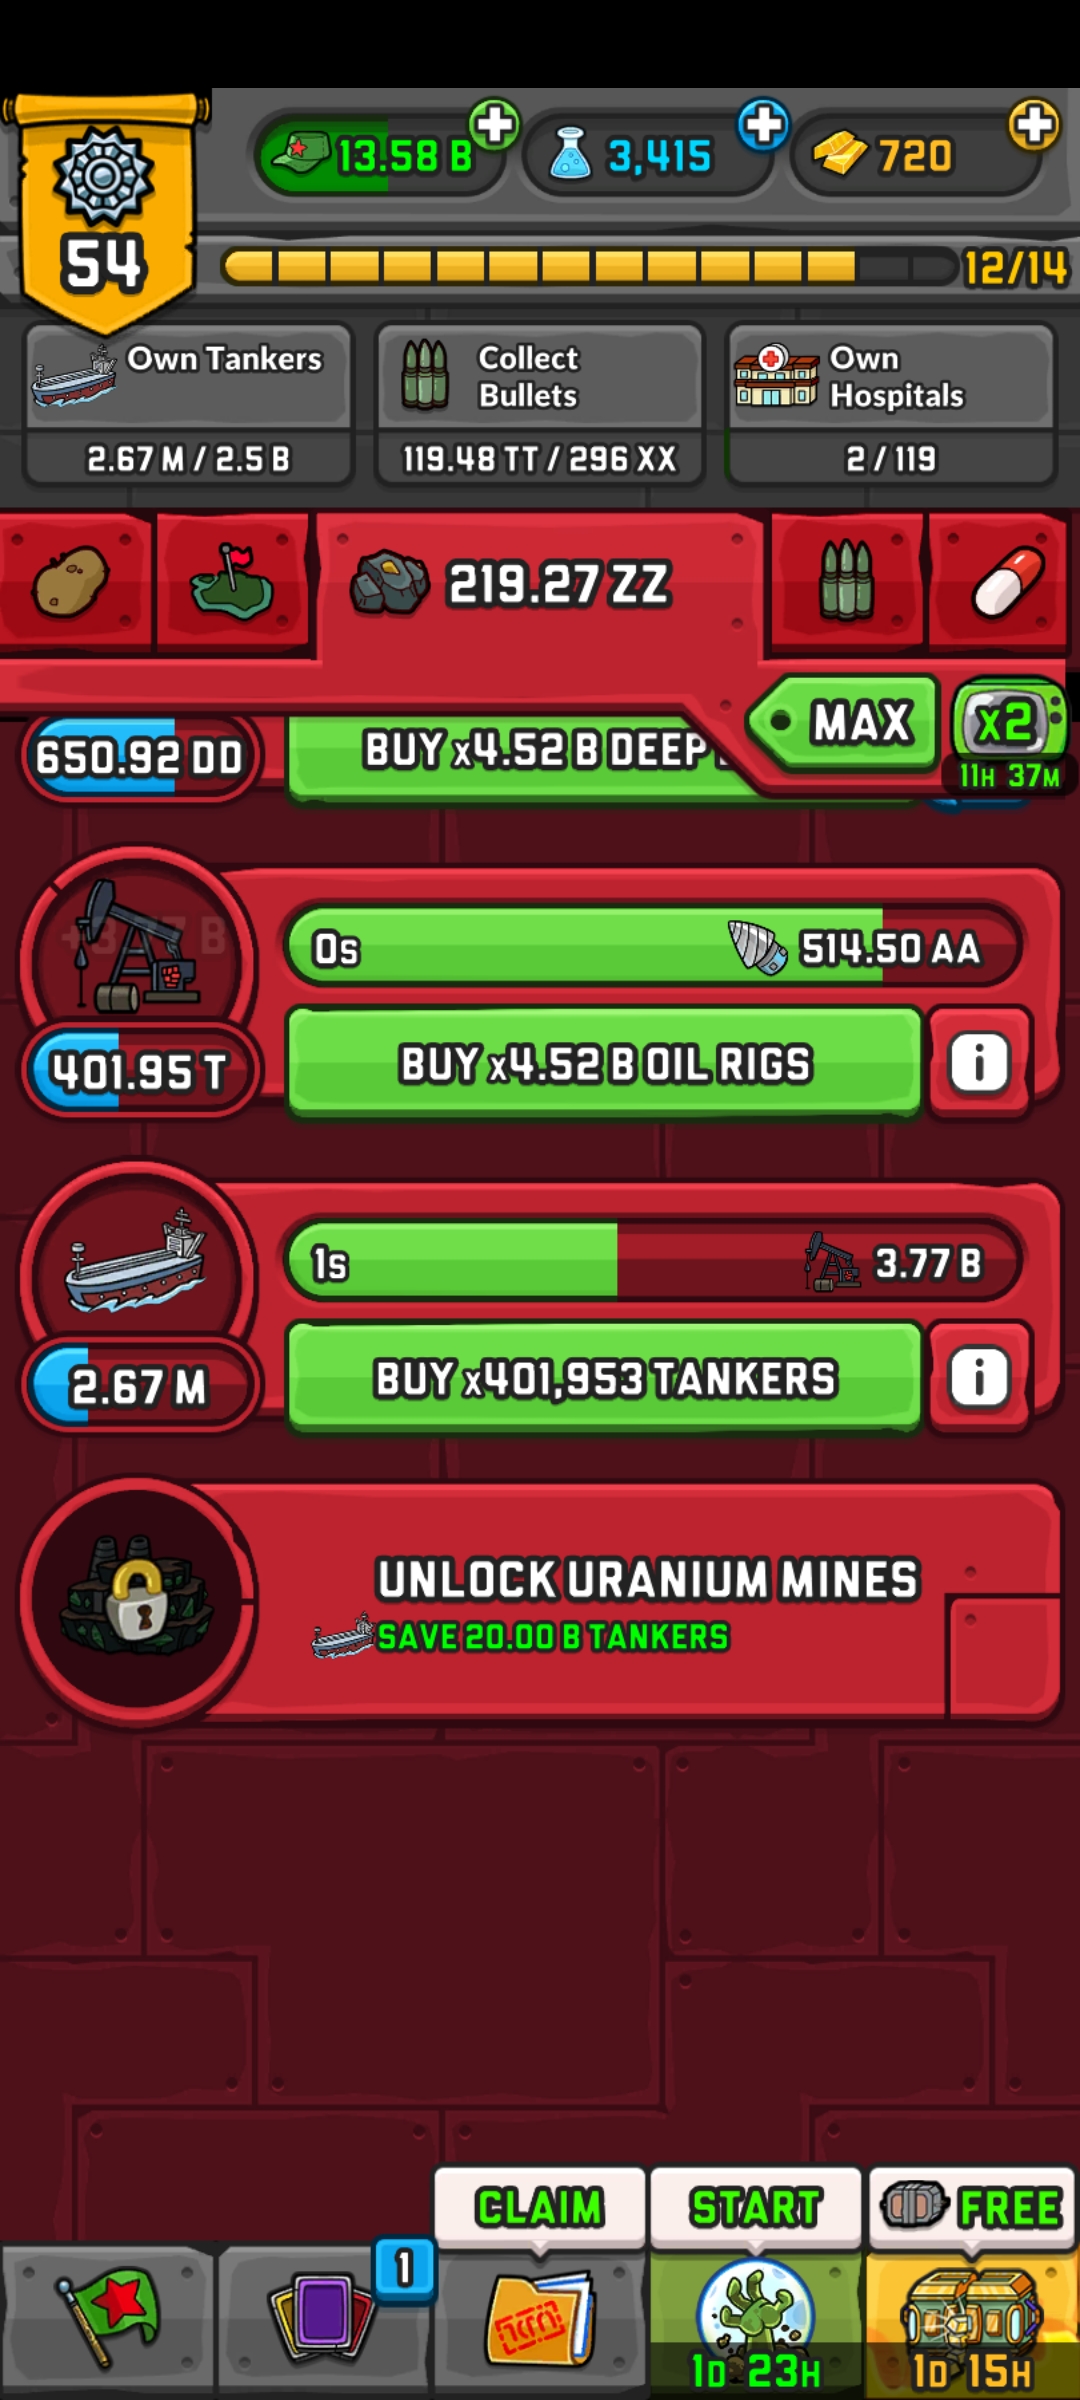 54
13.58 B
3,415
720
12/14
Own Tankers
2.67 M / 2.5 B
Collect
Bullets
119.48 TT / 296 XX
Own
Hospitals
2 / 119
219.27 ZZ
MAX
x2
11H 37M
650.92 DD
BUY x4.52 B DEEP
0s
514.50 AA
401.95 T
BUY x4.52 B OIL RIGS
i
1s
3.77 B
2.67 M
BUY x401,953 TANKERS
i
UNLOCK URANIUM MINES
SAVE 20.00 B TANKERS
CLAIM
START
FREE
1
1D 23H
1D 15H